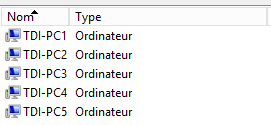 Nom Type
TDI-PC1 Ordinateur
TDI-PC2 Ordinateur
TDI-PC3 Ordinateur
TDI-PC4 Ordinateur
TDI-PC5 Ordinateur